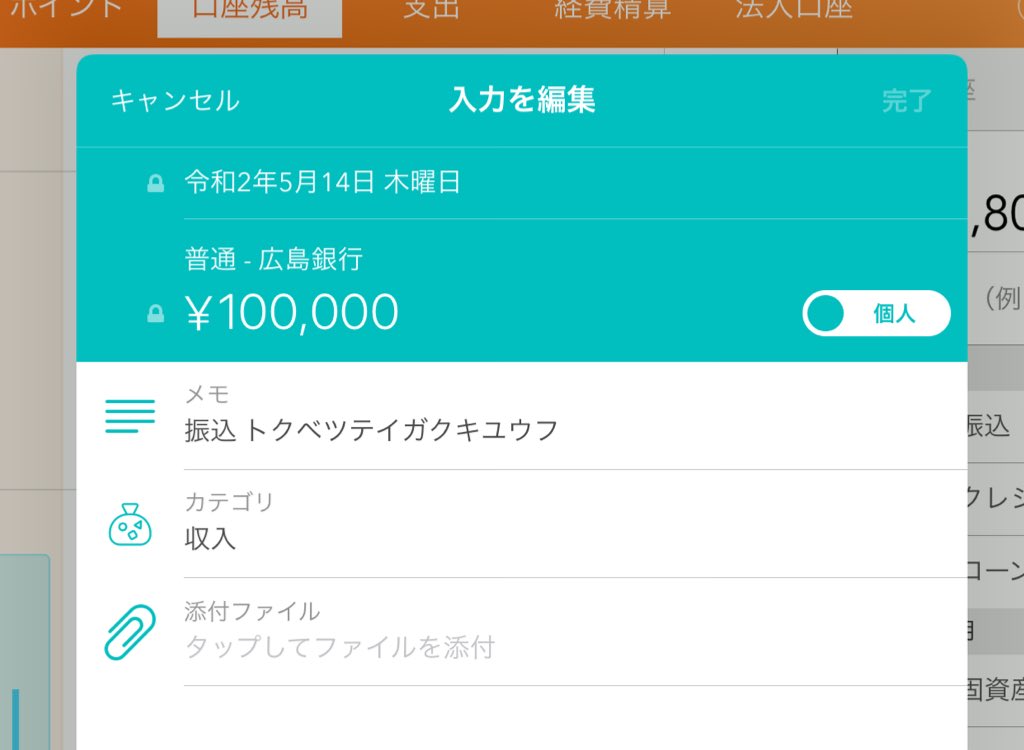 ポイント 口座残高 支出 経費精算 法人口座
キャンセル 入力を編集 完了
令和2年5月14日 木曜日
普通 - 広島銀行
¥100,000 個人
,80
(例
メモ
振込 トクベツテイガクキユウフ
振込
カテゴリ
収入
クレジ
ローン
添付ファイル
タップしてファイルを添付
固資産